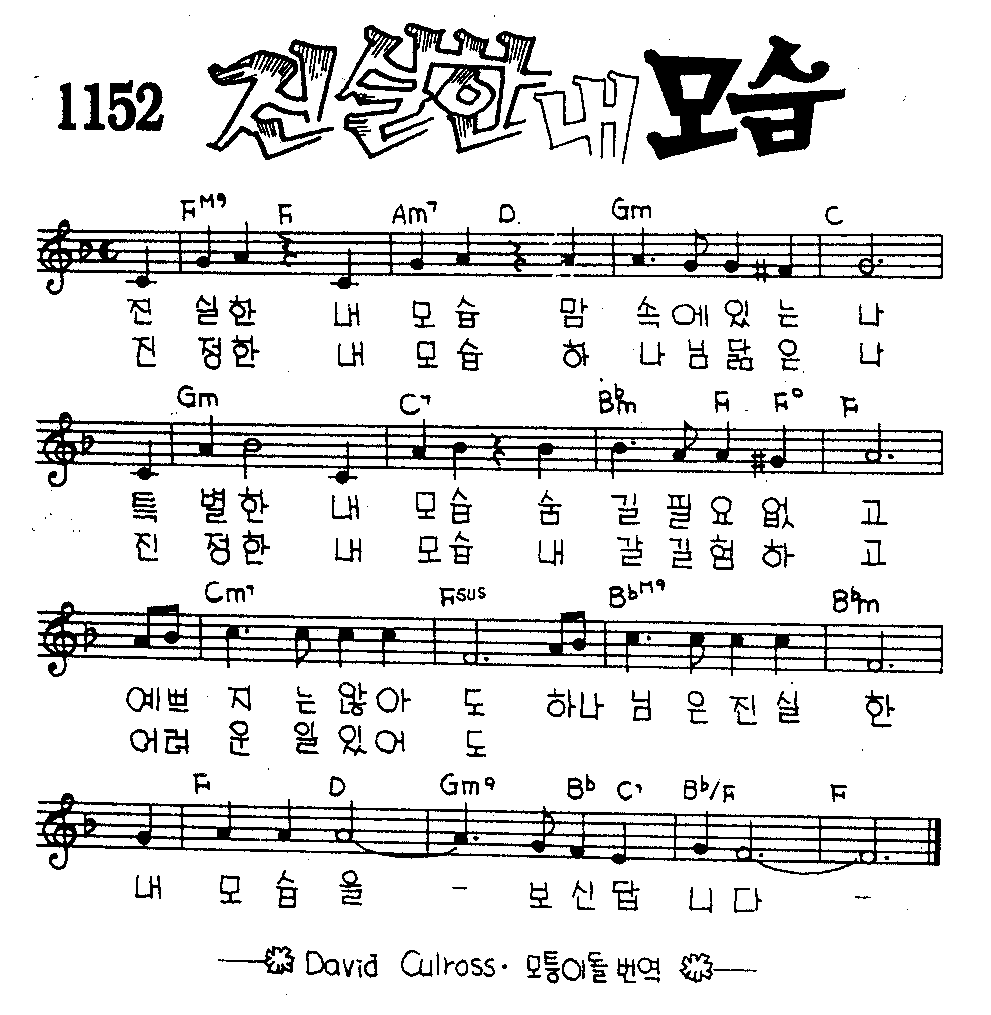 1152 진실한 내 모습
FM9 F Am7 D Gm C
진 실한 내 모습 맘 속에있는 나
진 정한 내 모습 하 나님닮은 나
Gm C7 Bbm F F° F
특 별한 내 모습 숨 길필요없 고
진 정한 내 모습 내 갈길험하 고
Cm7 Fsus BbM9 Bbm
예쁘 지 는않아 도 하나 님 은진실 한
어려 운 일있어 도
F D Gm9 Bb C7 Bb/F F
내 모 습 을 - 보신답 니다 -
David Culross. 모퉁이돌 번역